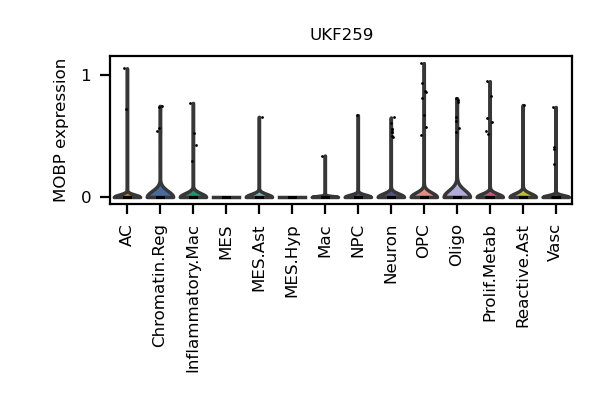 UKF259
MOBP expression
1
0
AC
Chromatin.Reg
Inflammatory.Mac
MES
MES.Ast
MES.Hyp
Mac
NPC
Neuron
OPC
Oligo
Prolif.Metab
Reactive.Ast
Vasc